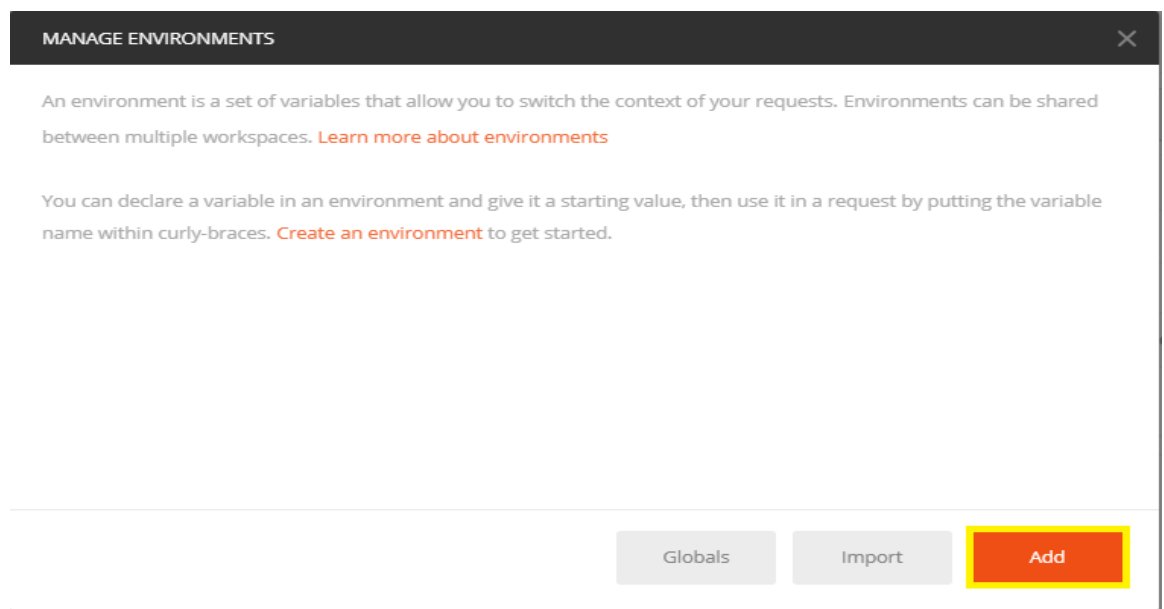 MANAGE ENVIRONMENTS
An environment is a set of variables that allow you to switch the context of your requests. Environments can be shared
between multiple workspaces. Learn more about environments
You can declare a variable in an environment and give it a starting value, then use it in a request by putting the variable
name within curly-braces. Create an environment to get started.
Globals Import Add